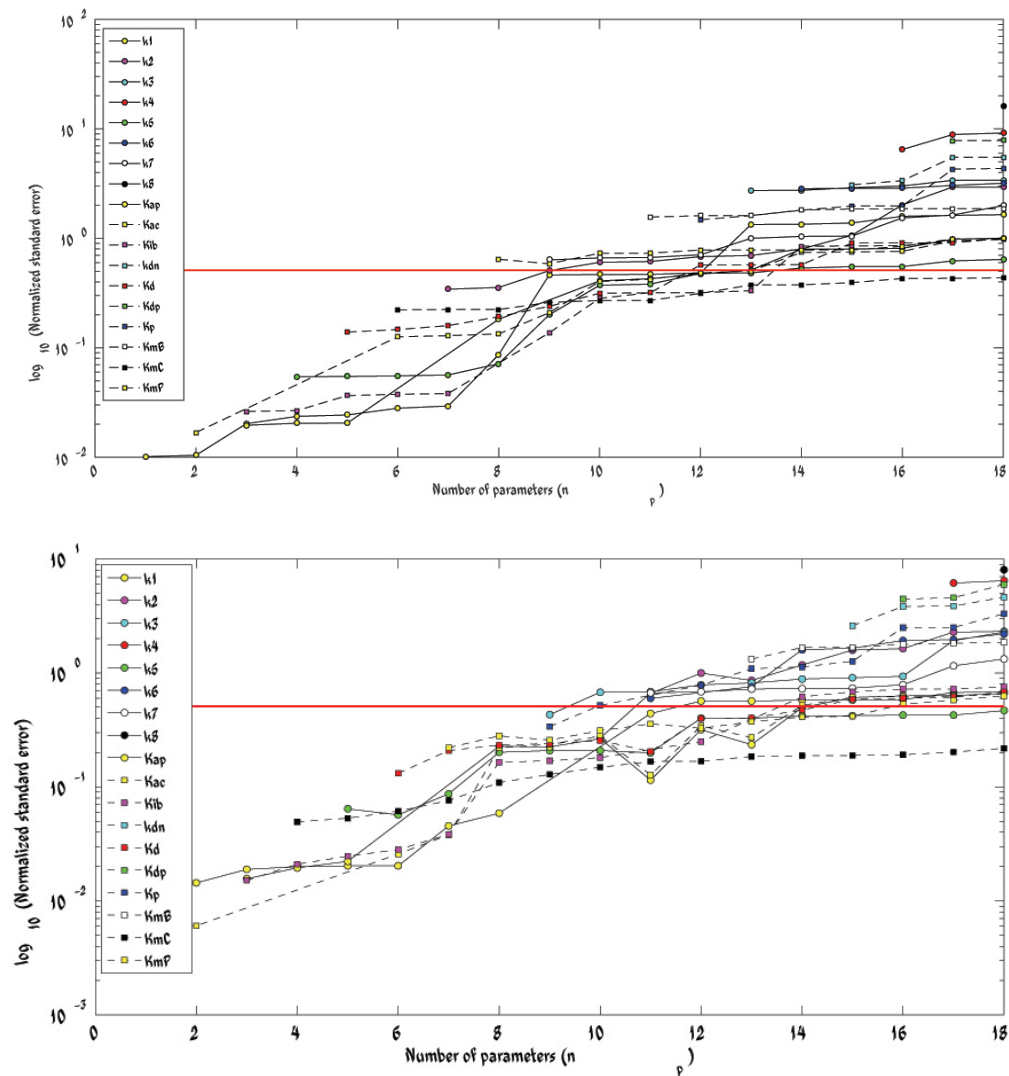 10 2
10 1
10 0
10 -1
10 -2
log 10 (Normalized standard error)
k1
k2
k3
k4
k5
k6
k7
k8
Kap
Kac
Kib
kdn
Kd
Kdp
Kp
KmB
KmC
KmP
0 2 4 6 8 10 12 14 16 18
Number of parameters (n p )
10 1
10 0
10 -1
10 -2
10 -3
log 10 (Normalized standard error)
k1
k2
k3
k4
k5
k6
k7
k8
Kap
Kac
Kib
kdn
Kd
Kdp
Kp
KmB
KmC
KmP
0 2 4 6 8 10 12 14 16 18
Number of parameters (n p )